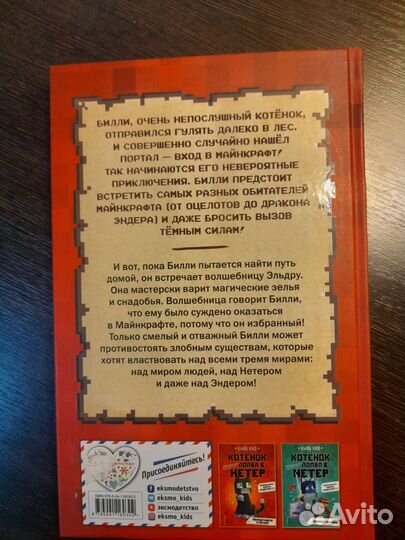 БИЛЛИ, ОЧЕНЬ НЕПОСЛУШНЫЙ КОТЁНОК,
ОТПРАВИЛСЯ ГУЛЯТЬ ДАЛЕКО В ЛЕС.
И СОВЕРШЕННО СЛУЧАЙНО НАШЁЛ
ПОРТАЛ — ВХОД В МАЙНКРАФТ!
ТАК НАЧИНАЮТСЯ ЕГО НЕВЕРОЯТНЫЕ
ПРИКЛЮЧЕНИЯ. БИЛЛИ ПРЕДСТОИТ
ВСТРЕТИТЬ САМЫХ РАЗНЫХ ОБИТАТЕЛЕЙ
МАЙНКРАФТА (ОТ ОЦЕЛОТОВ ДО ДРАКОНА
ЭНДЕРА) И ДАЖЕ БРОСИТЬ ВЫЗОВ
ТЁМНЫМ СИЛАМ!
И вот, пока Билли пытается найти путь
домой, он встречает волшебницу Эльдру.
Она мастерски варит магические зелья
и снадобья. Волшебница говорит Билли,
что ему было суждено оказаться
в Майнкрафте, потому что он избранный!
Только смелый и отважный Билли может
противостоять злобным существам, которые
хотят властвовать над всеми тремя мирами:
над миром людей, над Нетером
и даже над Эндером!
Присоединяйтесь!
eksmodetstvo
eksmo_kids
эксмодетство
eksmo_kids
КОТЕНОК
ПОПАЛ В
НЕТЕР
КОТЕНОК
ПОПАЛ В
НЕТЕР
Avito